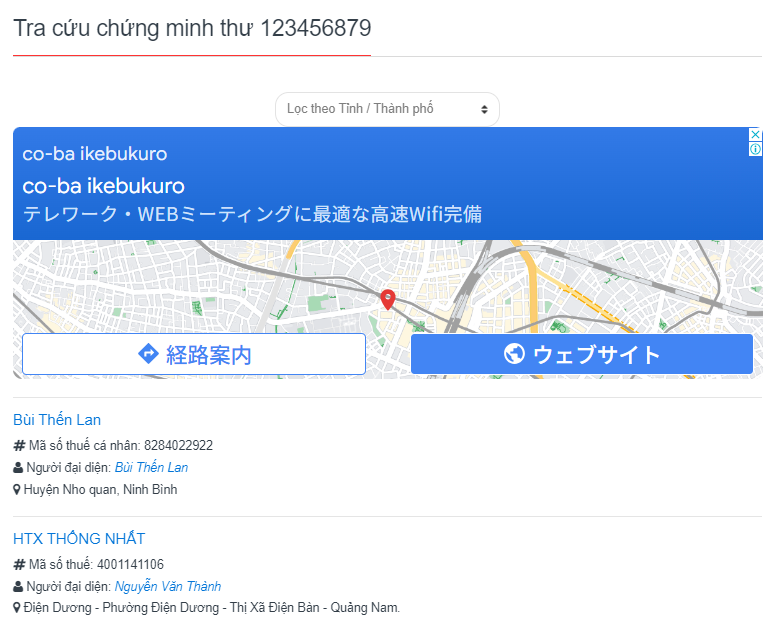 Tra cứu chứng minh thư 123456879
Lọc theo Tỉnh / Thành phố
co-ba ikebukuro
co-ba ikebukuro
テレワーク・WEBミーティングに最適な高速Wifi完備
経路案内
ウェブサイト
Bùi Thến Lan
Mã số thuế cá nhân: 8284022922
Người đại diện: Bùi Thến Lan
Huyện Nho quan, Ninh Bình
HTX THỐNG NHẤT
Mã số thuế: 4001141106
Người đại diện: Nguyễn Văn Thành
Điện Dương - Phường Điện Dương - Thị Xã Điện Bàn - Quảng Nam.